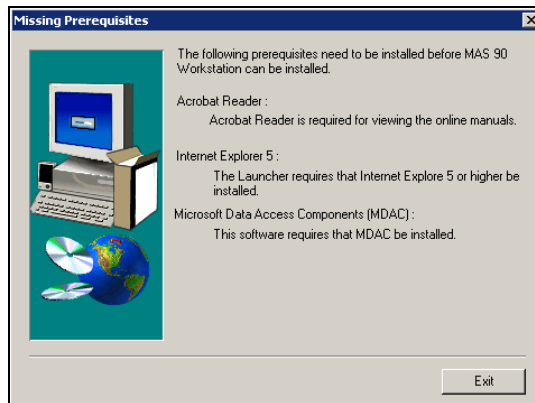 Missing Prerequisites
The following prerequisites need to be installed before MAS 90
Workstation can be installed.
Acrobat Reader :
Acrobat Reader is required for viewing the online manuals.
Internet Explorer 5 :
The Launcher requires that Internet Explore 5 or higher be
installed.
Microsoft Data Access Components (MDAC) :
This software requires that MDAC be installed.
Exit